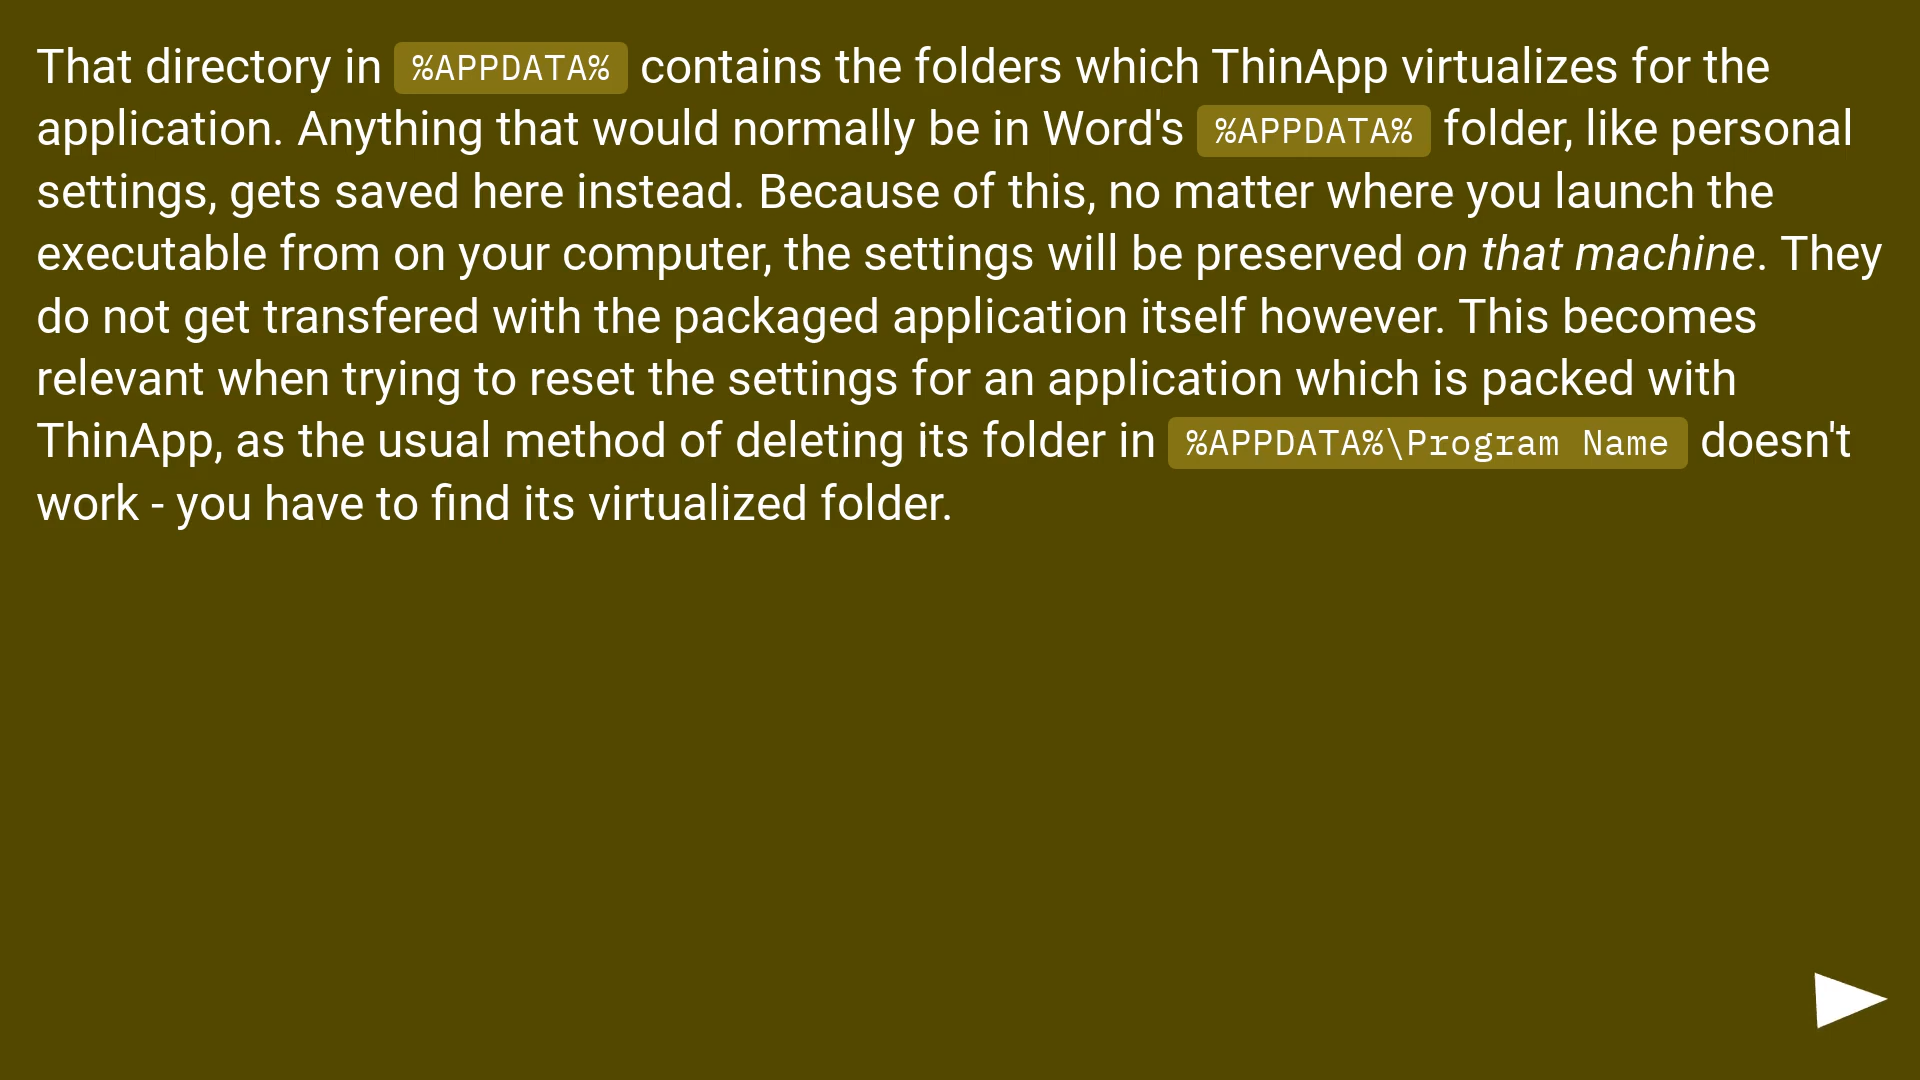 That directory in %APPDATA% contains the folders which ThinApp virtualizes for the
application. Anything that would normally be in Word's %APPDATA% folder, like personal
settings, gets saved here instead. Because of this, no matter where you launch the
executable from on your computer, the settings will be preserved on that machine. They
do not get transfered with the packaged application itself however. This becomes
relevant when trying to reset the settings for an application which is packed with
ThinApp, as the usual method of deleting its folder in %APPDATA%\Program Name doesn't
work - you have to find its virtualized folder.